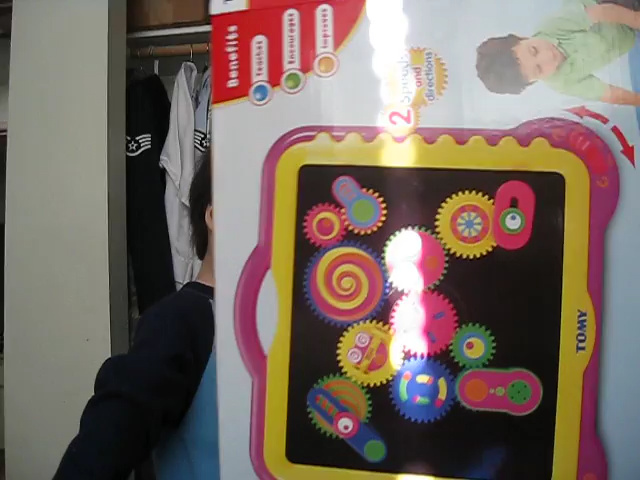 Benefits
Teaches
Encourages
Improves
2 Speeds
and
directions!
TOMY